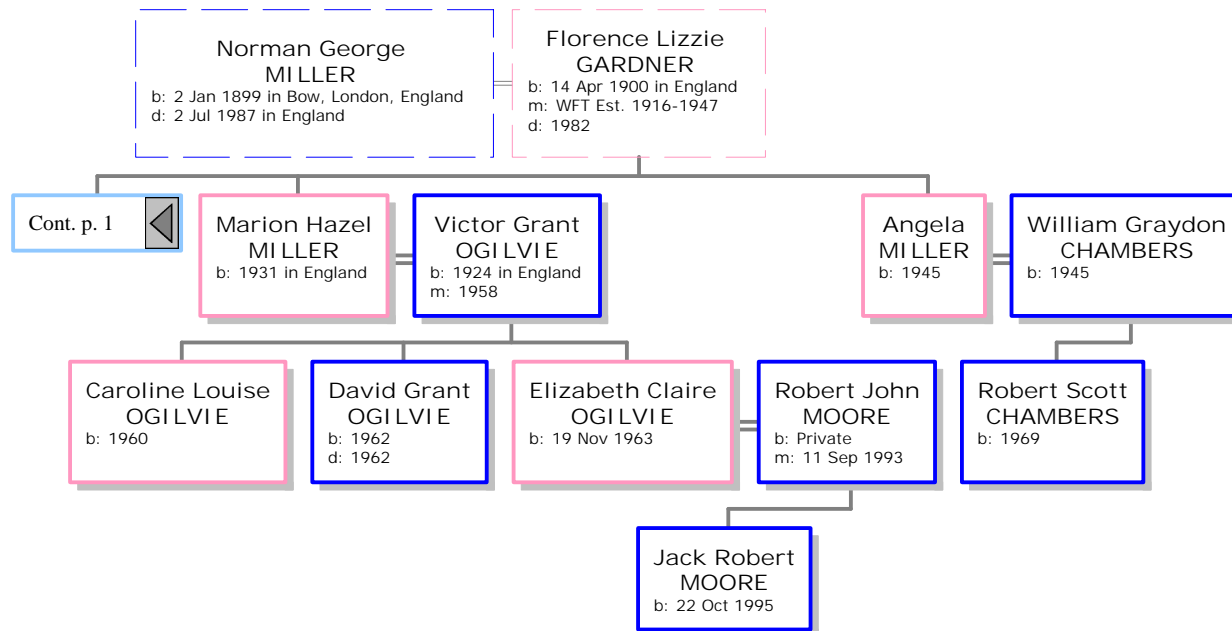 Norman George
MILLER
b: 2 Jan 1899 in Bow, London, England
d: 2 Jul 1987 in England
Florence Lizzie
GARDNER
b: 14 Apr 1900 in England
m: WFT Est. 1916-1947
d: 1982
Cont. p. 1
Marion Hazel
MILLER
b: 1931 in England
Victor Grant
OGILVIE
b: 1924 in England
m: 1958
Angela
MILLER
b: 1945
William Graydon
CHAMBERS
b: 1945
Caroline Louise
OGILVIE
b: 1960
David Grant
OGILVIE
b: 1962
d: 1962
Elizabeth Claire
OGILVIE
b: 19 Nov 1963
Robert John
MOORE
b: Private
m: 11 Sep 1993
Robert Scott
CHAMBERS
b: 1969
Jack Robert
MOORE
b: 22 Oct 1995